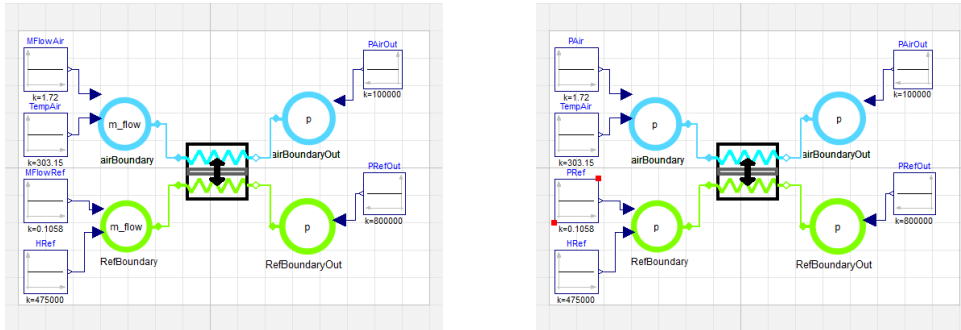 MFlowAir
k=1.72
TempAir
k=303.15
MFlowRef
k=0.1058
HRef
k=475000
m_flow
airBoundary
m_flow
RefBoundary
PAirOut
k=100000
p
airBoundaryOut
PRefOut
k=800000
p
RefBoundaryOut
PAir
k=1.72
TempAir
k=303.15
PRef
k=0.1058
HRef
k=475000
p
airBoundary
p
RefBoundary
PAirOut
k=100000
p
airBoundaryOut
PRefOut
k=800000
p
RefBoundaryOut